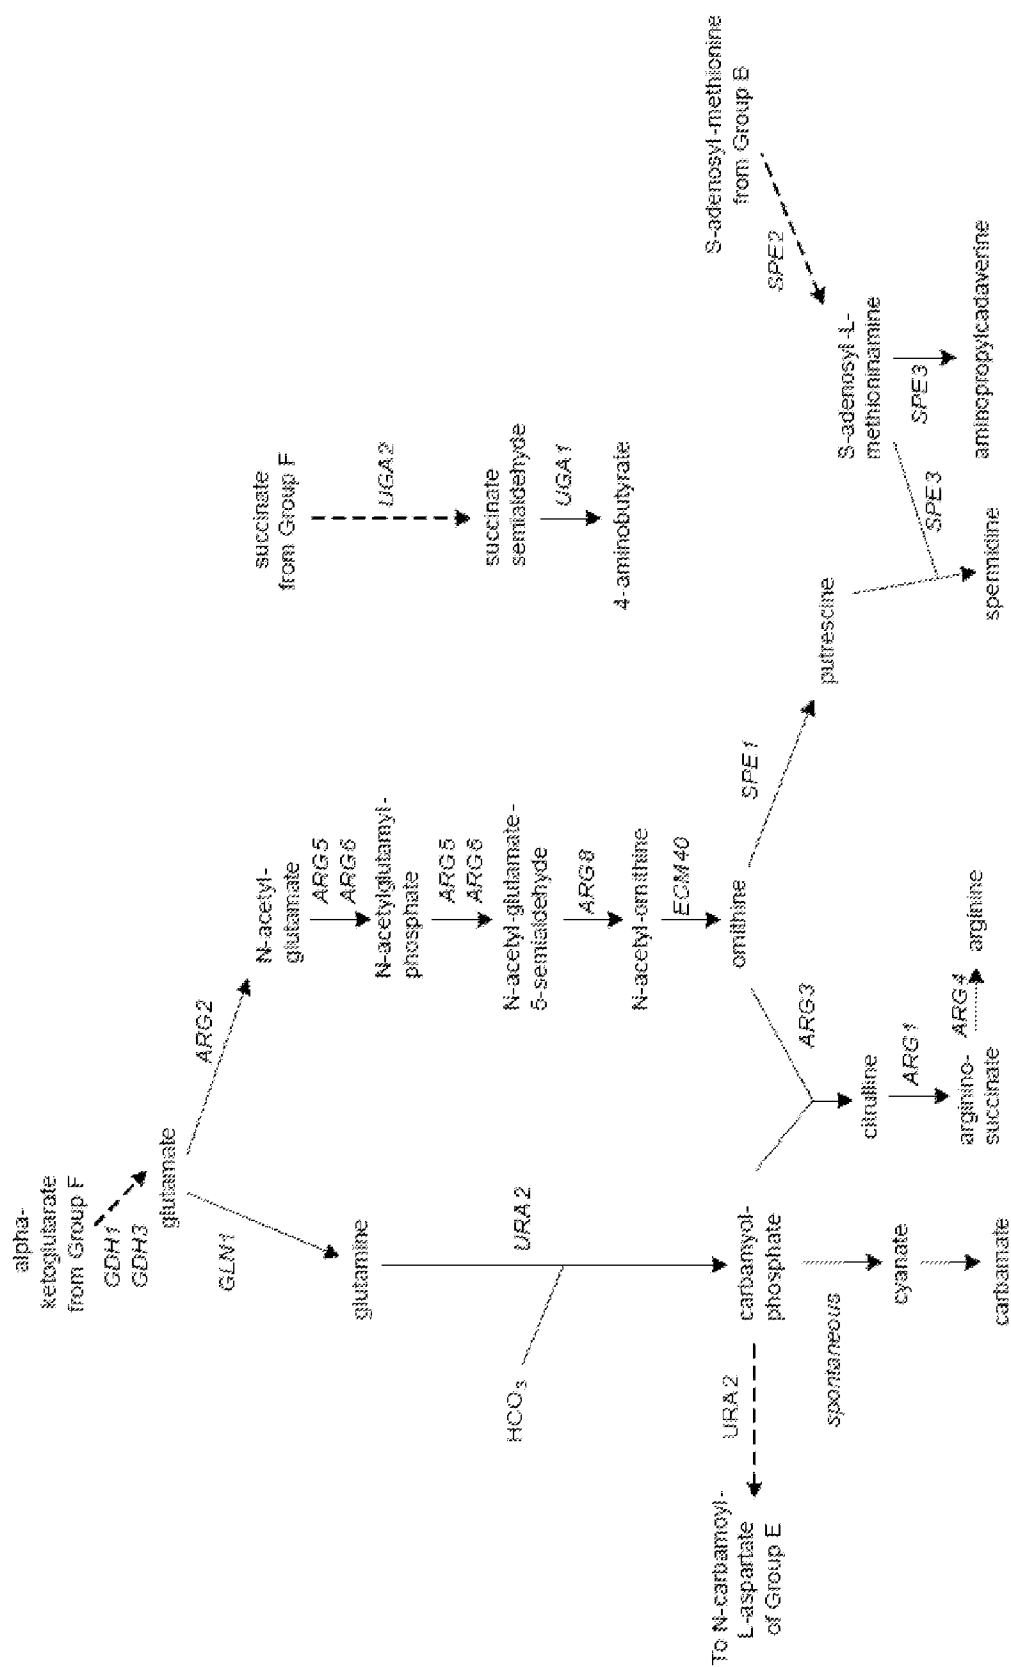 alpha-
ketoglutarate
from Group F
GDH1
GDH3
glutamate
GLN1
ARG2
glutamine
HCO3
URA2
carbamyol-
phosphate
URA2
To N-carbamoyl-
L-aspartate
of Group E
spontaneous
cyanate
carbamate
N-acetyl-
glutamate
ARG5
ARG6
N-acetylglutamyl-
phosphate
ARG5
ARG6
N-acetyl-glutamate-
5-semialdehyde
ARG8
N-acetyl-ornithine
ECM40
ornithine
ARG3
citrulline
ARG1
arginino-
succinate
ARG4
arginine
SPE1
putrescine
succinate
from Group F
UGA2
succinate
semialdehyde
UGA1
4-aminobutyrate
S-adenosyl-methionine
from Group B
SPE2
S-adenosyl-L-
methioninamine
SPE3
SPE3
spermidine
aminopropylcadaverine